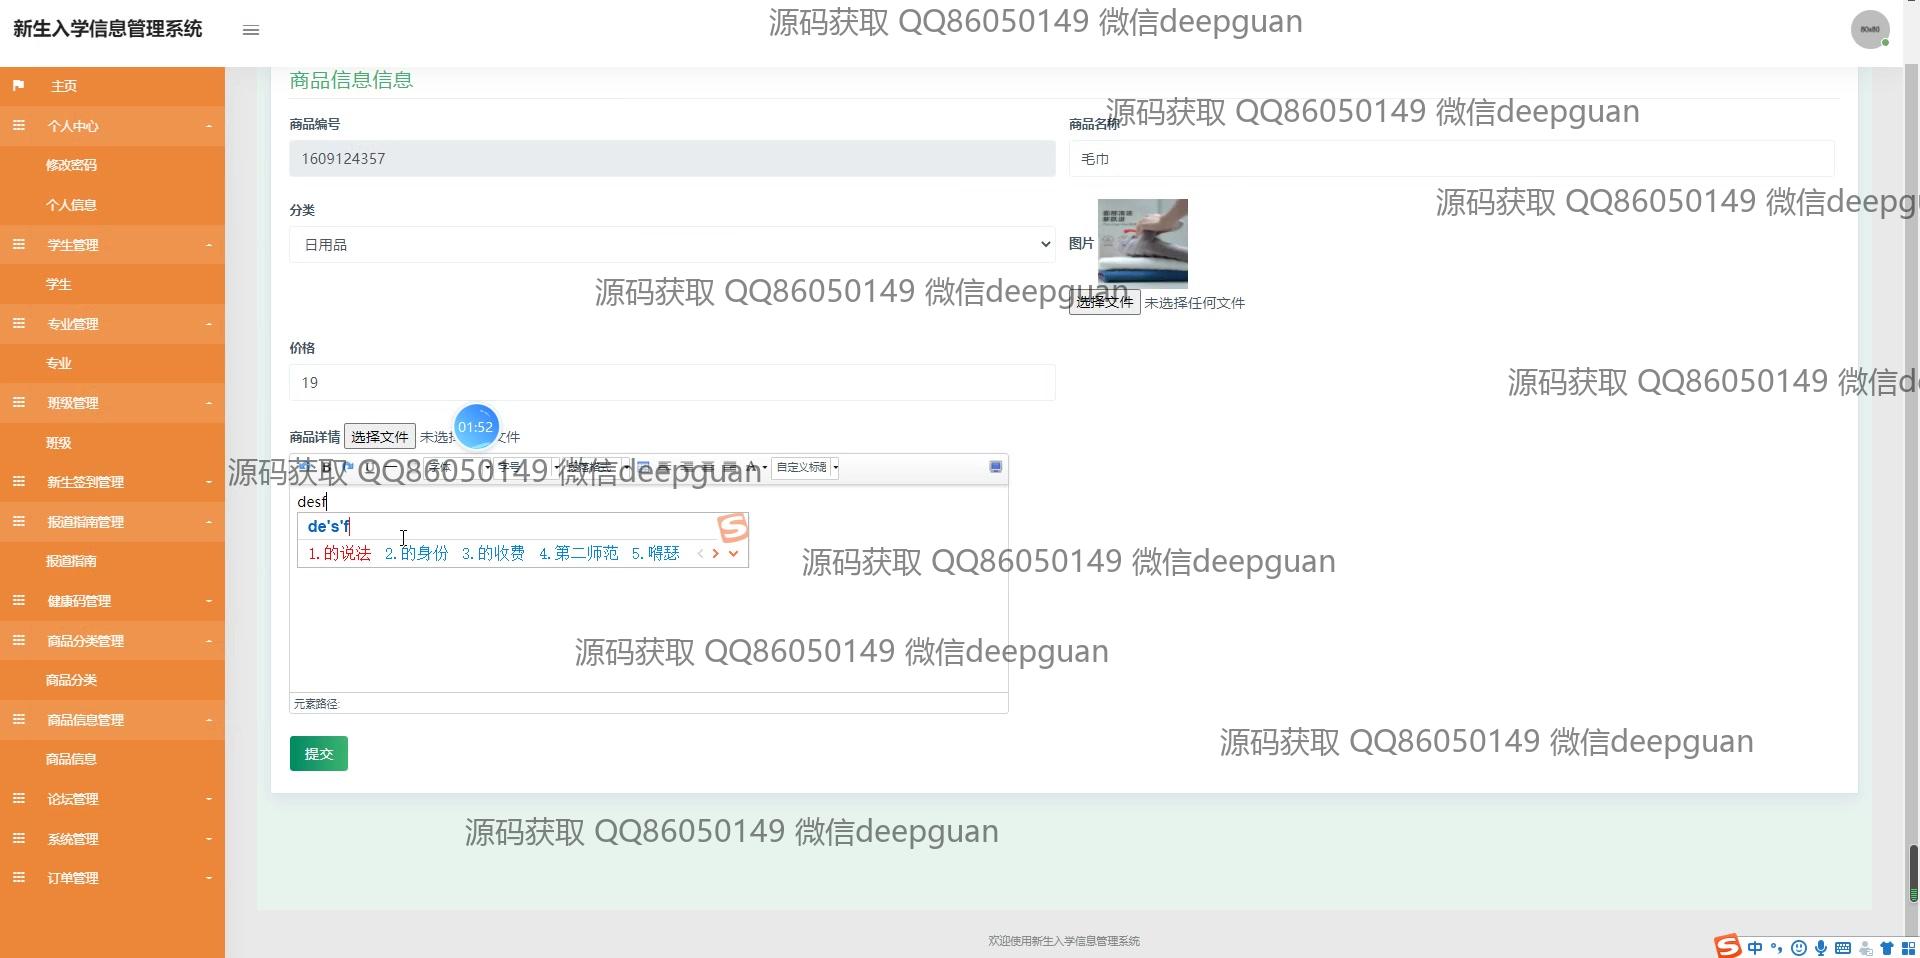 新生入学信息管理系统
源码获取 QQ86050149 微信deepguan
主页
个人中心
修改密码
个人信息
学生管理
学生
专业管理
专业
班级管理
班级
新生签到管理
报道指南管理
报道指南
健康码管理
商品分类管理
商品分类
商品信息管理
商品信息
论坛管理
系统管理
订单管理
商品信息信息
源码获取 QQ86050149 微信deepguan
商品编号
商品名称
1609124357
毛巾
源码获取 QQ86050149 微信deepg
分类
日用品
图片
源码获取 QQ86050149 微信deepguan
选择文件 未选择任何文件
价格
19
源码获取 QQ86050149 微信d
商品详情 选择文件 未选 文件
01:52
源码获取 QQ86050149 微信deepguan
字体 字号 段落格式 自定义标题
desf
de's'f
1.的说法 2.的身份 3.的收费 4.第二师范 5.嘚瑟
源码获取 QQ86050149 微信deepguan
源码获取 QQ86050149 微信deepguan
元素路径:
源码获取 QQ86050149 微信deepguan
提交
源码获取 QQ86050149 微信deepguan
欢迎使用新生入学信息管理系统
中